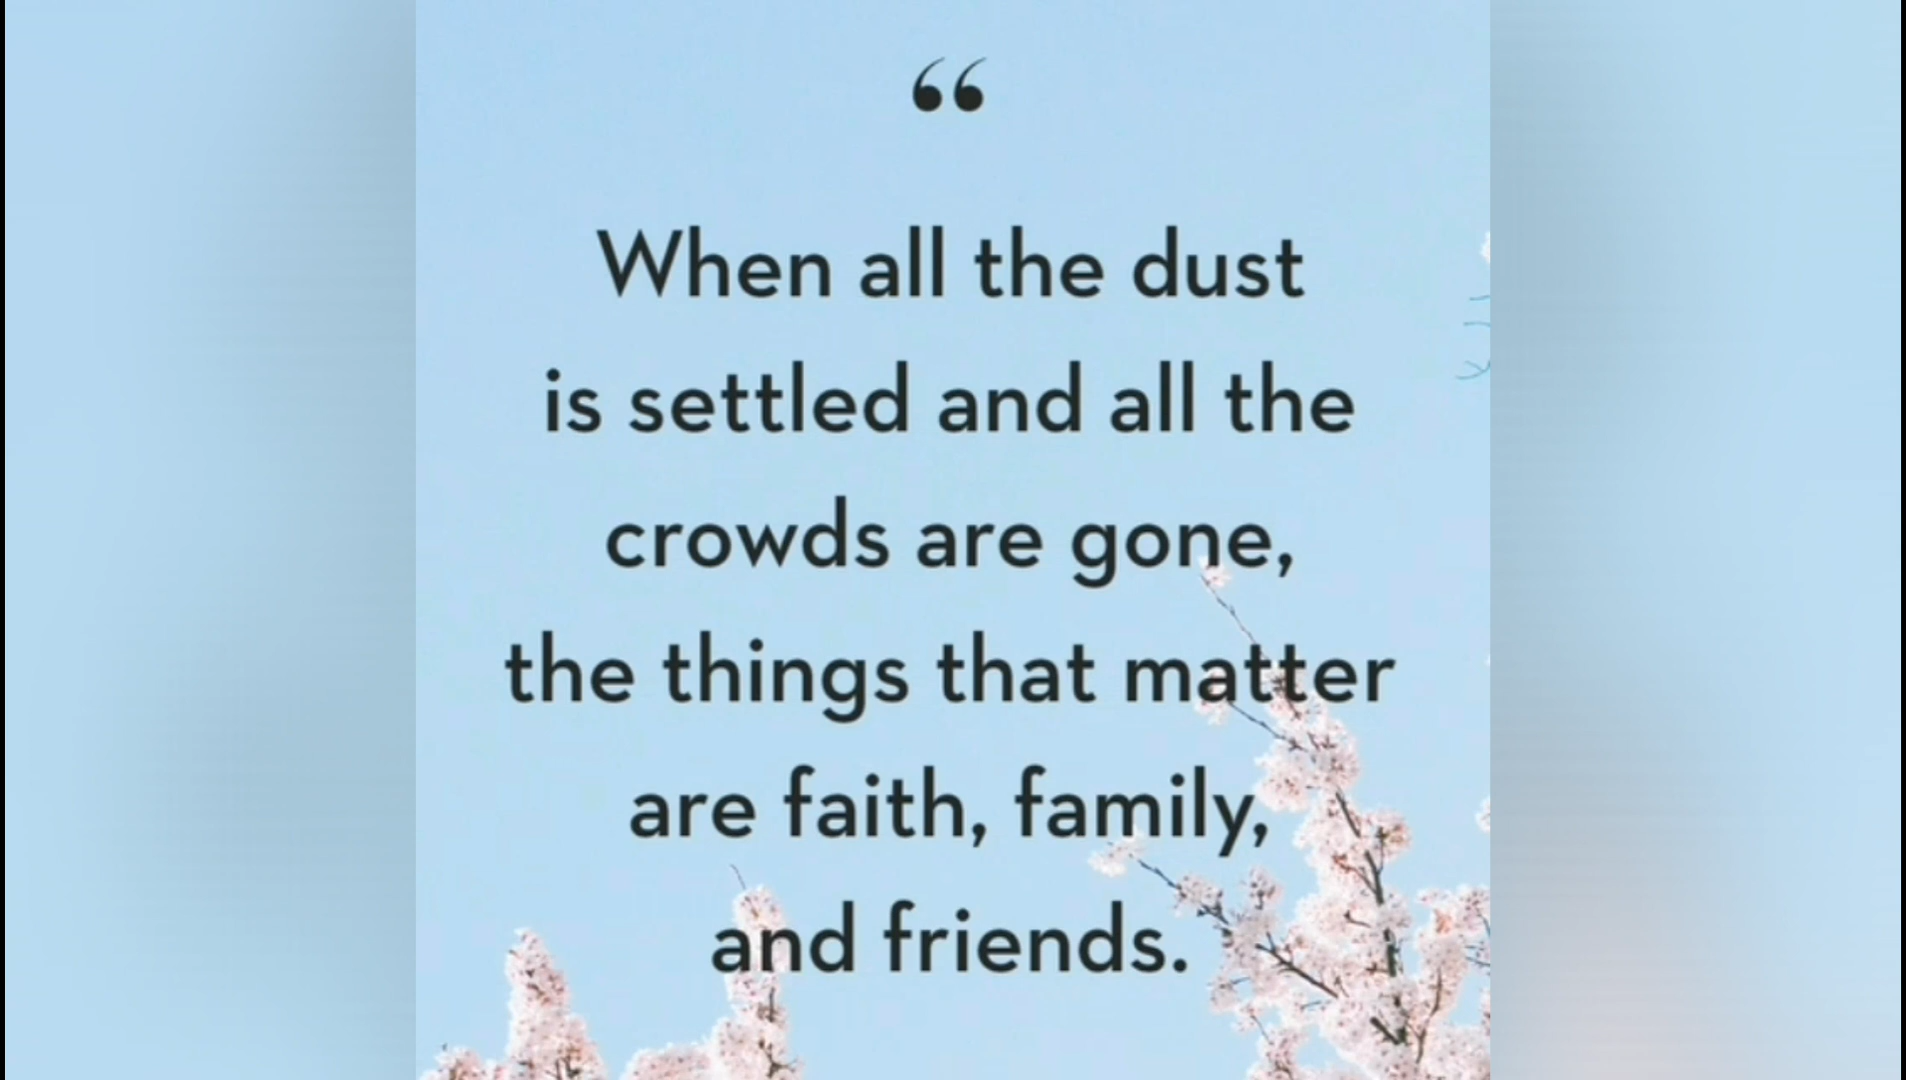 “
When all the dust
is settled and all the
crowds are gone,
the things that matter
are faith, family,
and friends.